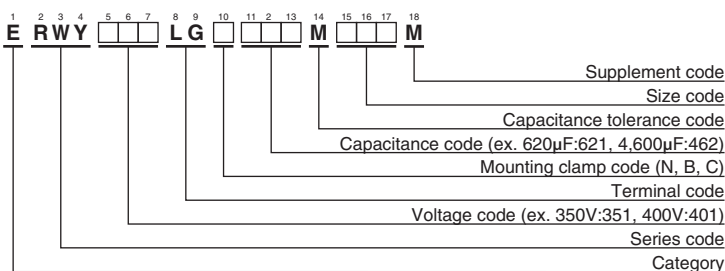 1 2 3 4 5 6 7 8 9 10 11 2 13 14 15 16 17 18
E RWY □□□ LG □ □□□ M □□□ M
Supplement code
Size code
Capacitance tolerance code
Capacitance code (ex. 620μF:621, 4,600μF:462)
Mounting clamp code (N, B, C)
Terminal code
Voltage code (ex. 350V:351, 400V:401)
Series code
Category